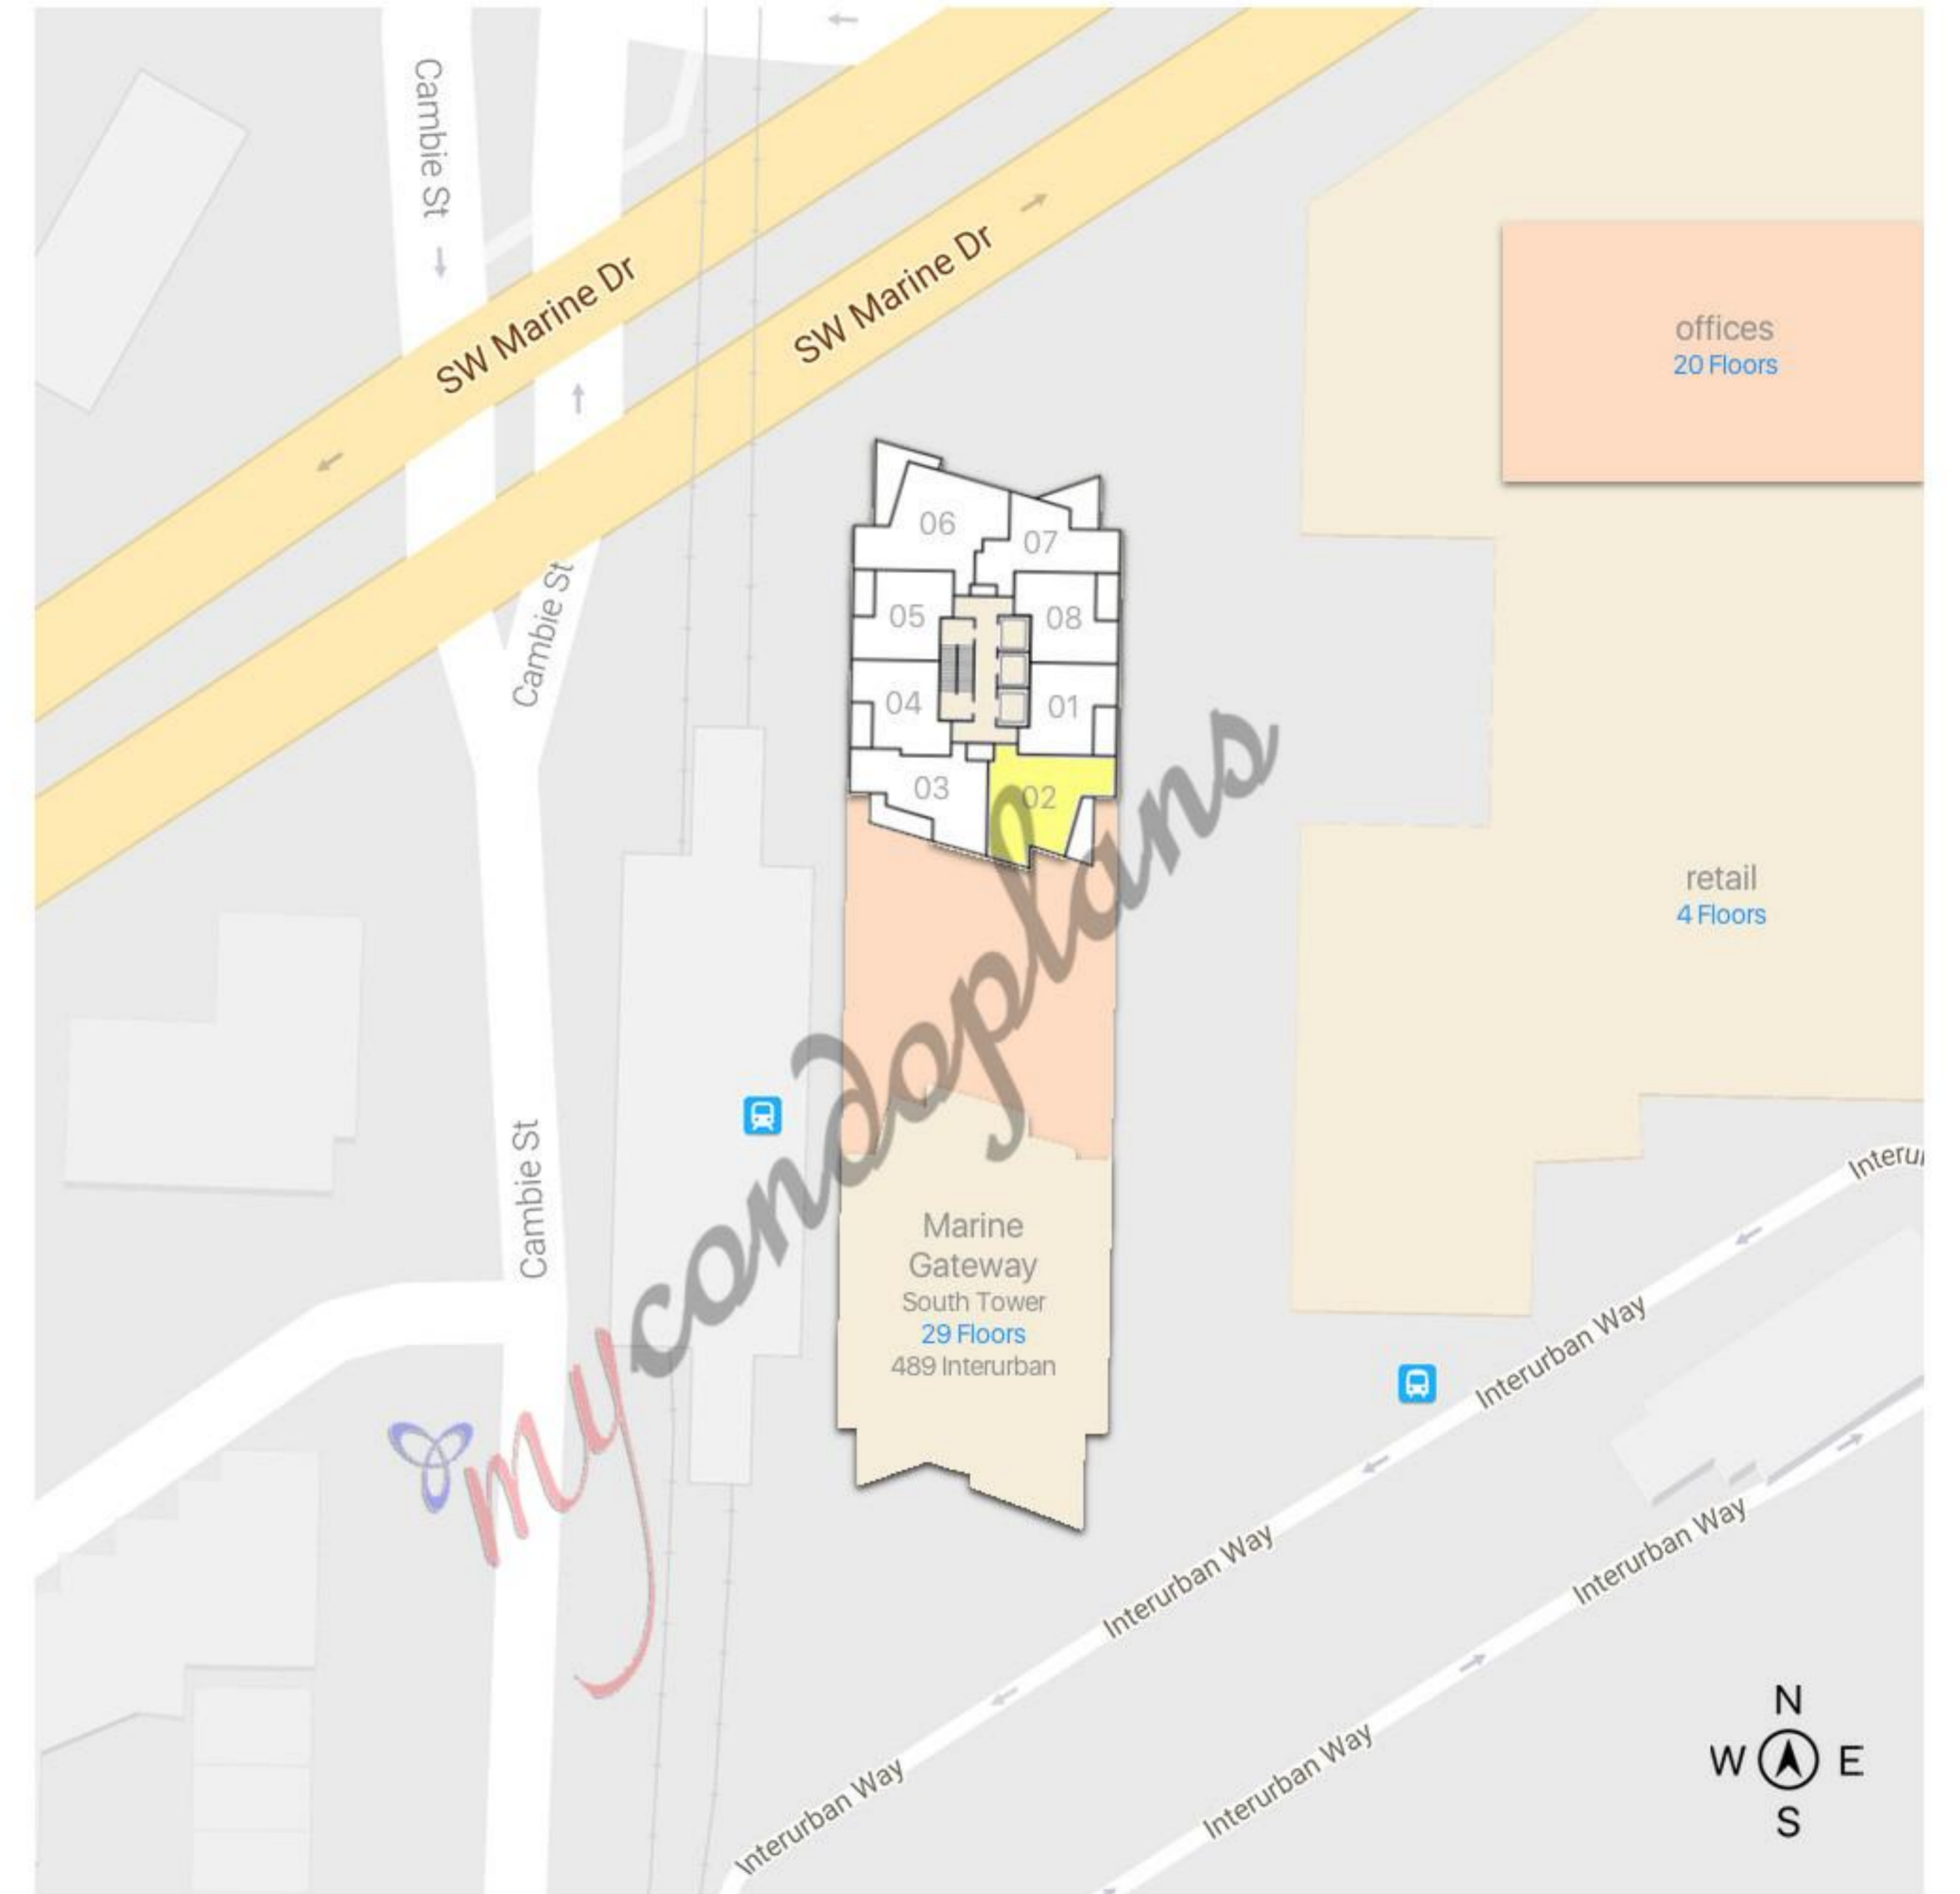 Cambie St
SW Marine Dr
SW Marine Dr
offices
20 Floors
06
07
Cambie St
05
08
04
01
03
02
retail
4 Floors
Cambie St
Marine
Gateway
South Tower
29 Floors
489 Interurban
mycondoplans
Interur
Interurban Way
Interurban Way
Interurban Way
Interurban Way
Interurban Way
N
W E
S